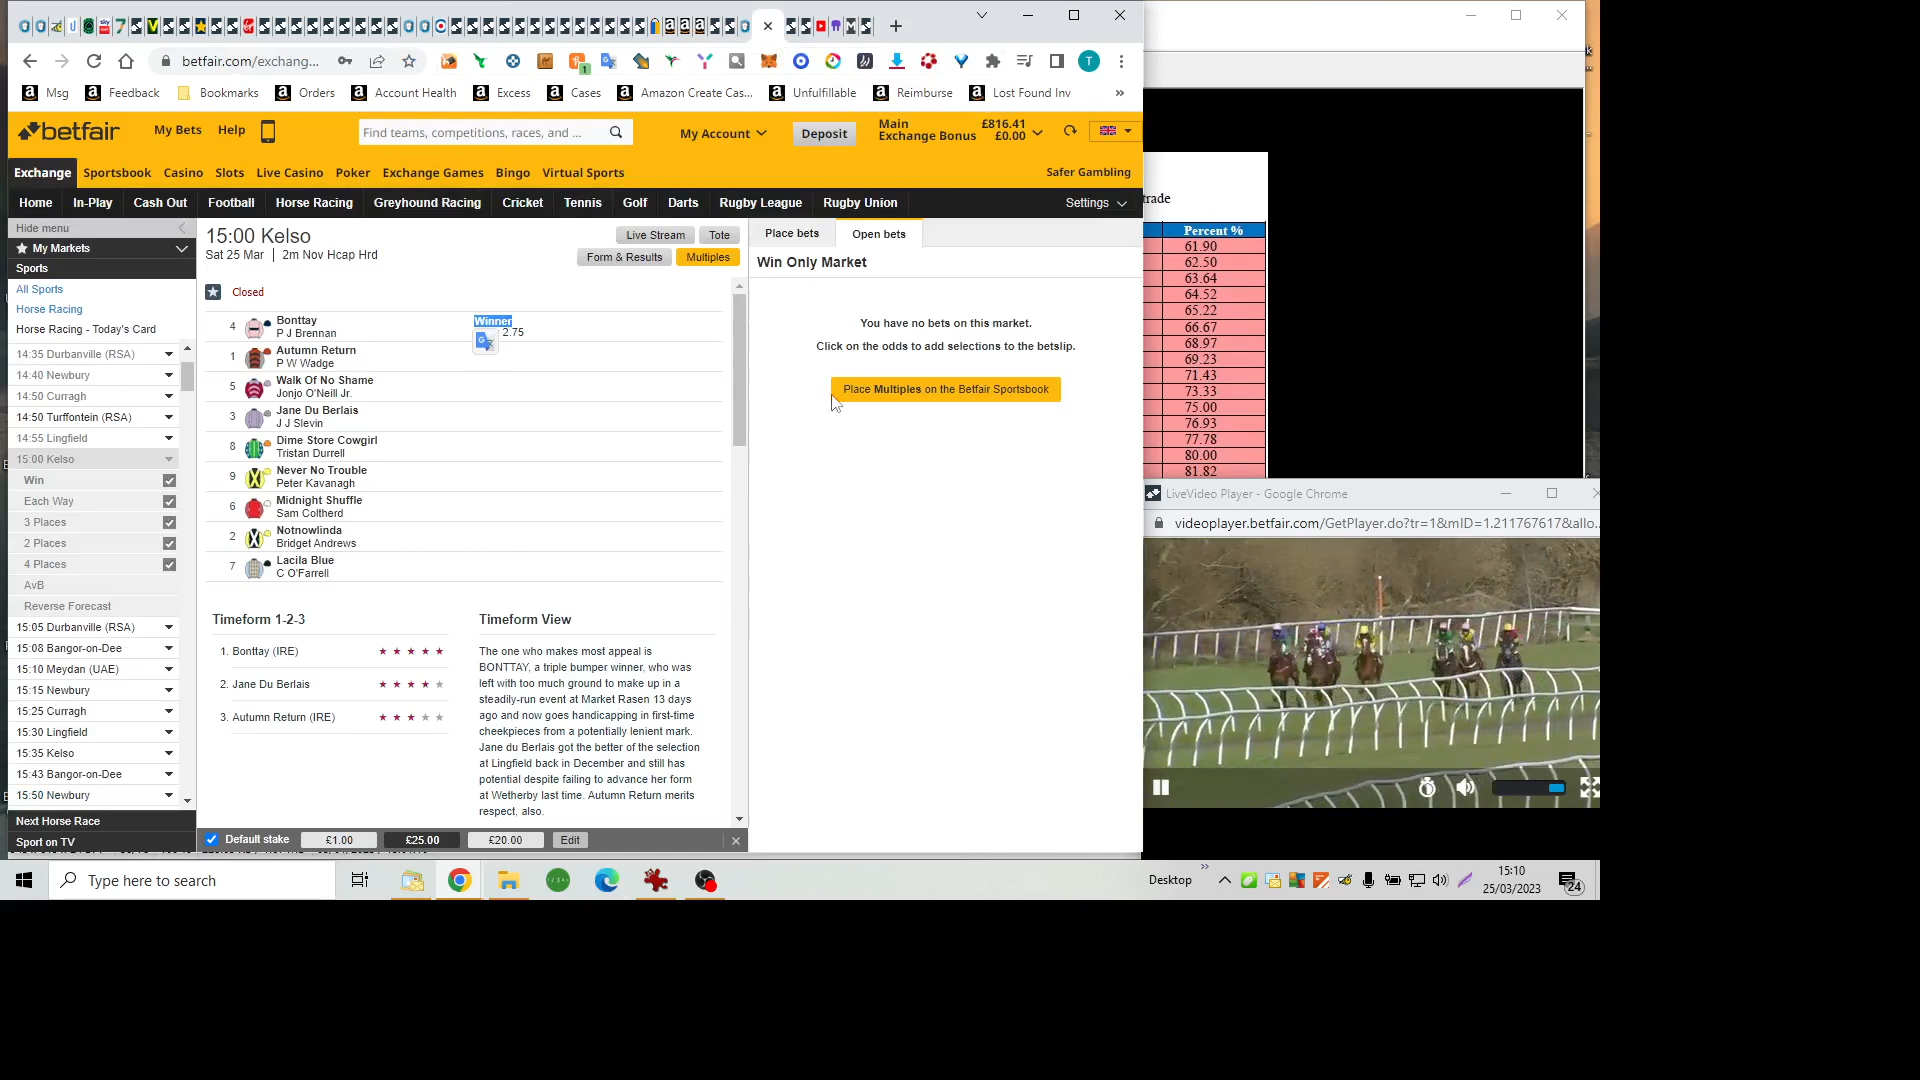 betfair.com/exchang...
1
T
Msg
Feedback
Bookmarks
Orders
Account Health
Excess
Cases
Amazon Create Cas...
Unfulfillable
Reimburse
Lost Found Inv
»
betfair
My Bets
Help
Find teams, competitions, races, and ...
My Account
Deposit
Main £816.41
Exchange Bonus £0.00
Exchange
Sportsbook
Casino
Slots
Live Casino
Poker
Exchange Games
Bingo
Virtual Sports
Safer Gambling
Home
In-Play
Cash Out
Football
Horse Racing
Greyhound Racing
Cricket
Tennis
Golf
Darts
Rugby League
Rugby Union
Settings
Hide menu
My Markets
Sports
All Sports
Horse Racing
Horse Racing - Today's Card
14:35 Durbanville (RSA)
14:40 Newbury
14:50 Curragh
14:50 Turffontein (RSA)
14:55 Lingfield
15:00 Kelso
Win
Each Way
3 Places
2 Places
4 Places
AvB
Reverse Forecast
15:05 Durbanville (RSA)
15:08 Bangor-on-Dee
15:10 Meydan (UAE)
15:15 Newbury
15:25 Curragh
15:30 Lingfield
15:35 Kelso
15:43 Bangor-on-Dee
15:50 Newbury
Next Horse Race
Sport on TV
15:00 Kelso
Sat 25 Mar | 2m Nov Hcap Hrd
Live Stream
Tote
Form & Results
Multiples
Closed
4 Bonttay
P J Brennan
Winner
2.75
1 Autumn Return
P W Wadge
5 Walk Of No Shame
Jonjo O'Neill Jr.
3 Jane Du Berlais
J J Slevin
8 Dime Store Cowgirl
Tristan Durrell
9 Never No Trouble
Peter Kavanagh
6 Midnight Shuffle
Sam Coltherd
2 Notnowlinda
Bridget Andrews
7 Lacila Blue
C O'Farrell
Timeform 1-2-3
1. Bonttay (IRE)
2. Jane Du Berlais
3. Autumn Return (IRE)
Timeform View
The one who makes most appeal is
BONTTAY, a triple bumper winner, who was
left with too much ground to make up in a
steadily-run event at Market Rasen 13 days
ago and now goes handicapping in first-time
cheekpieces from a potentially lenient mark.
Jane du Berlais got the better of the selection
at Lingfield back in December and still has
potential despite failing to advance her form
at Wetherby last time. Autumn Return merits
respect, also.
Default stake
£1.00
£25.00
£20.00
Edit
Place bets
Open bets
Win Only Market
You have no bets on this market.
Click on the odds to add selections to the betslip.
Place Multiples on the Betfair Sportsbook
trade
Percent %
61.90
62.50
63.64
64.52
65.22
66.67
68.97
69.23
71.43
73.33
75.00
76.93
77.78
80.00
81.82
LiveVideo Player - Google Chrome
videoplayer.betfair.com/GetPlayer.do?tr=1&mID=1.211767617&allo...
Type here to search
Desktop
»
15:10
25/03/2023
24